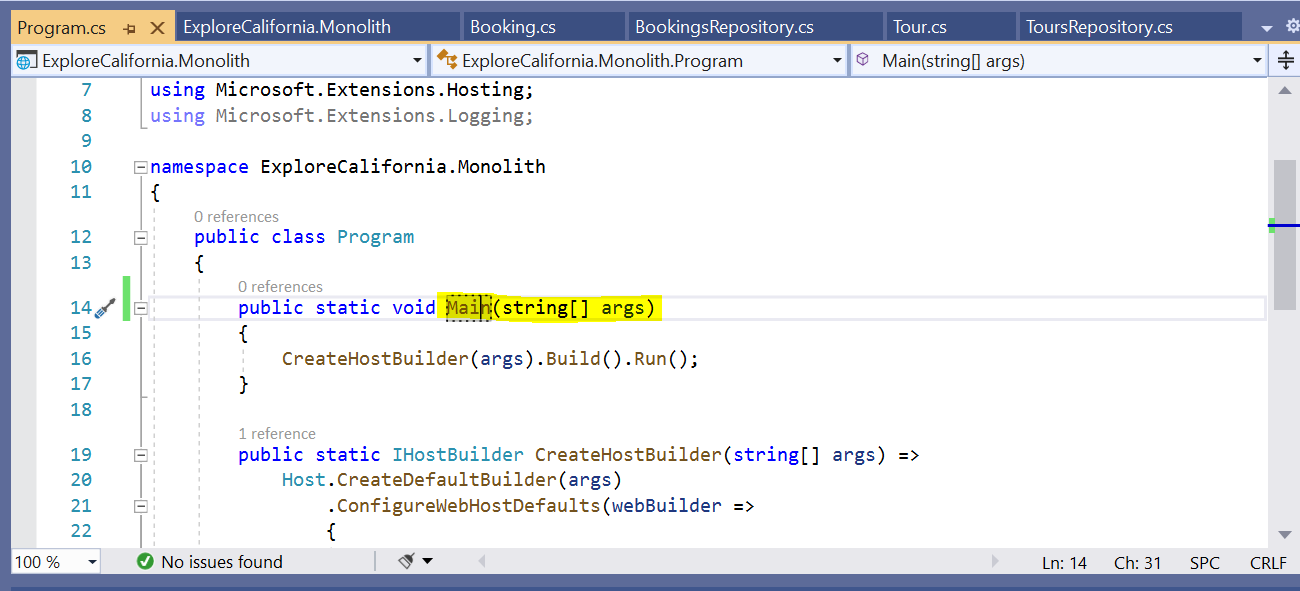 Program.cs ExploreCalifornia.Monolith Booking.cs BookingsRepository.cs Tour.cs ToursRepository.cs
ExploreCalifornia.Monolith ExploreCalifornia.Monolith.Program Main(string[] args)
7 using Microsoft.Extensions.Hosting;
8 using Microsoft.Extensions.Logging;
9
10 namespace ExploreCalifornia.Monolith
11 {
0 references
12 public class Program
13 {
0 references
14 public static void Main(string[] args)
15 {
16 CreateHostBuilder(args).Build().Run();
17 }
18
1 reference
19 public static IHostBuilder CreateHostBuilder(string[] args) =>
20 Host.CreateDefaultBuilder(args)
21 .ConfigureWebHostDefaults(webBuilder =>
22 {
100 % No issues found Ln: 14 Ch: 31 SPC CRLF